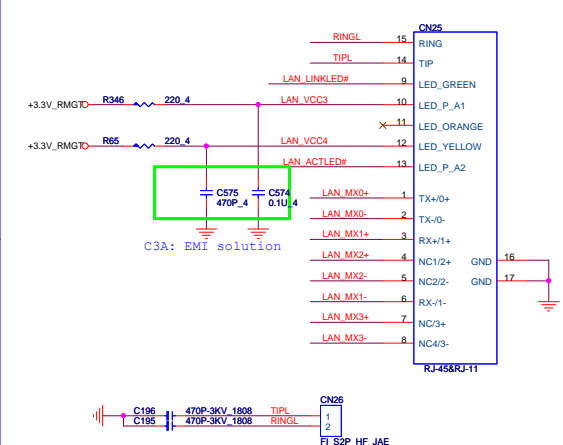 CN25
RINGL 15 RING
TIPL 14 TIP
LAN_LINKLED# 9 LED_GREEN
+3.3V_RMGT R346 220_4 LAN_VCC3 10 LED_P_A1
11 LED_ORANGE
+3.3V_RMGT R65 220_4 LAN_VCC4 12 LED_YELLOW
LAN_ACTLED# 13 LED_P_A2
C575 C574
470P_4 0.1U_4
C3A: EMI solution
LAN_MX0+ 1 TX+/0+
LAN_MX0- 2 TX-/0-
LAN_MX1+ 3 RX+/1+
LAN_MX2+ 4 NC1/2+ GND 16
LAN_MX2- 5 NC2/2- GND 17
LAN_MX1- 6 RX-/1-
LAN_MX3+ 7 NC/3+
LAN_MX3- 8 NC4/3-
RJ-45&RJ-11
CN26
C196 470P-3KV_1808 TIPL 1
C195 470P-3KV_1808 RINGL 2
FI_S2P_HF_JAE